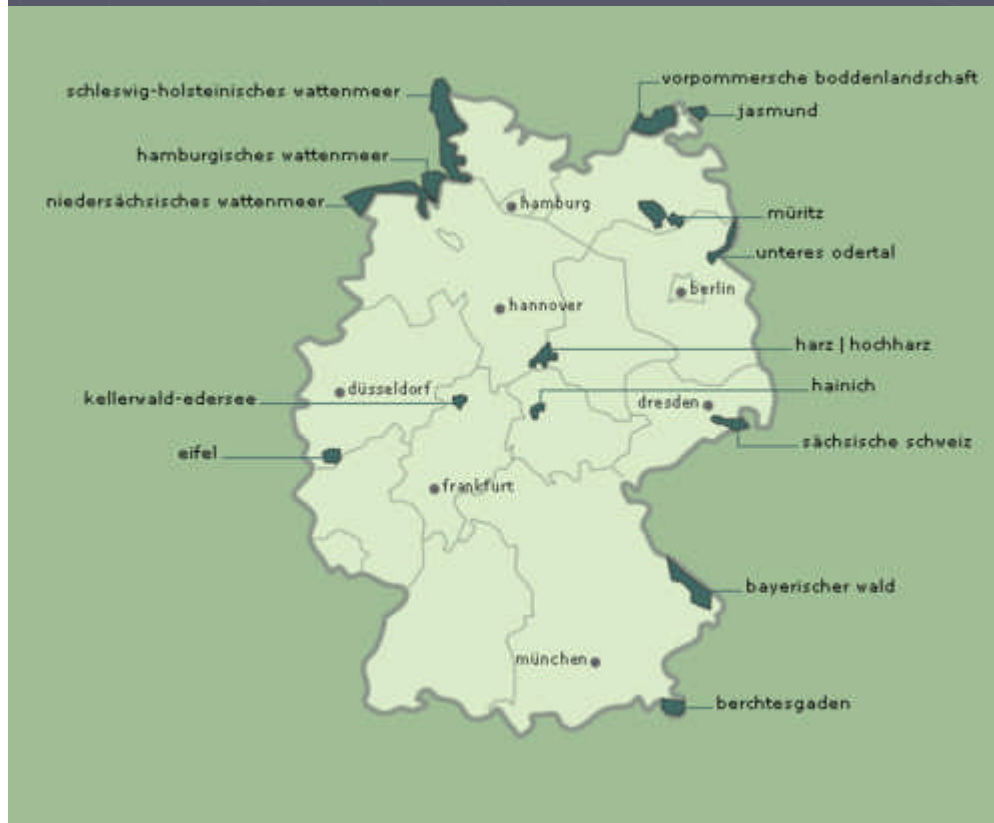 vorpommersche boddenlandschaft
schleswig-holsteinisches wattenmeer
jasmund
hamburgisches wattenmeer
niedersächsisches wattenmeer
hamburg
müritz
unteres odertal
berlin
hannover
harz | hochharz
hainich
düsseldorf
kellerwald-edersee
dresden
sächsische schweiz
eifel
frankfurt
bayerischer wald
münchen
berchtesgaden